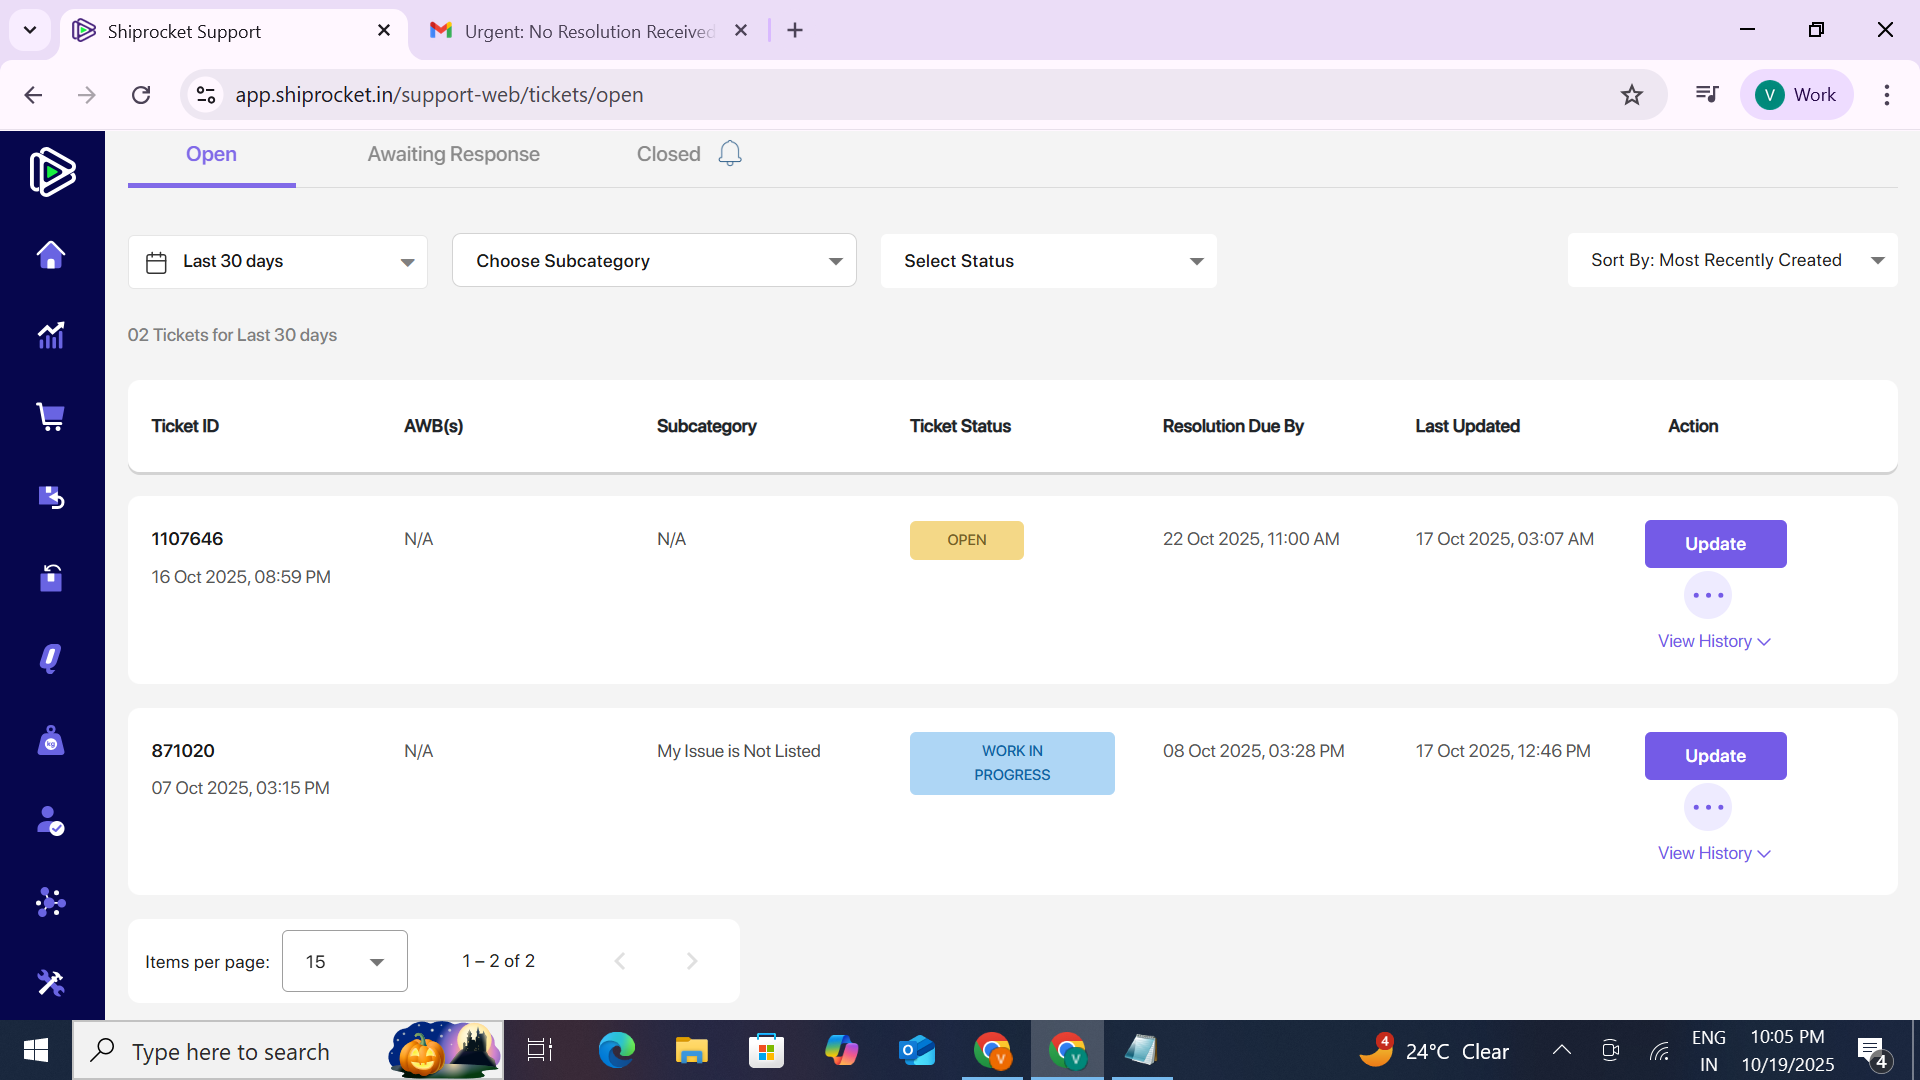 Shiprocket Support
Urgent: No Resolution Received
app.shiprocket.in/support-web/tickets/open
V Work
Open
Awaiting Response
Closed
Last 30 days
Choose Subcategory
Select Status
Sort By: Most Recently Created
02 Tickets for Last 30 days
Ticket ID AWB(s) Subcategory Ticket Status Resolution Due By Last Updated Action
1107646 N/A N/A OPEN 22 Oct 2025, 11:00 AM 17 Oct 2025, 03:07 AM Update
16 Oct 2025, 08:59 PM
View History
871020 N/A My Issue is Not Listed WORK IN PROGRESS 08 Oct 2025, 03:28 PM 17 Oct 2025, 12:46 PM Update
07 Oct 2025, 03:15 PM
View History
kg
Items per page: 15 1 – 2 of 2
Type here to search
V
V
4
24°C Clear
ENG
IN
10:05 PM
10/19/2025
4